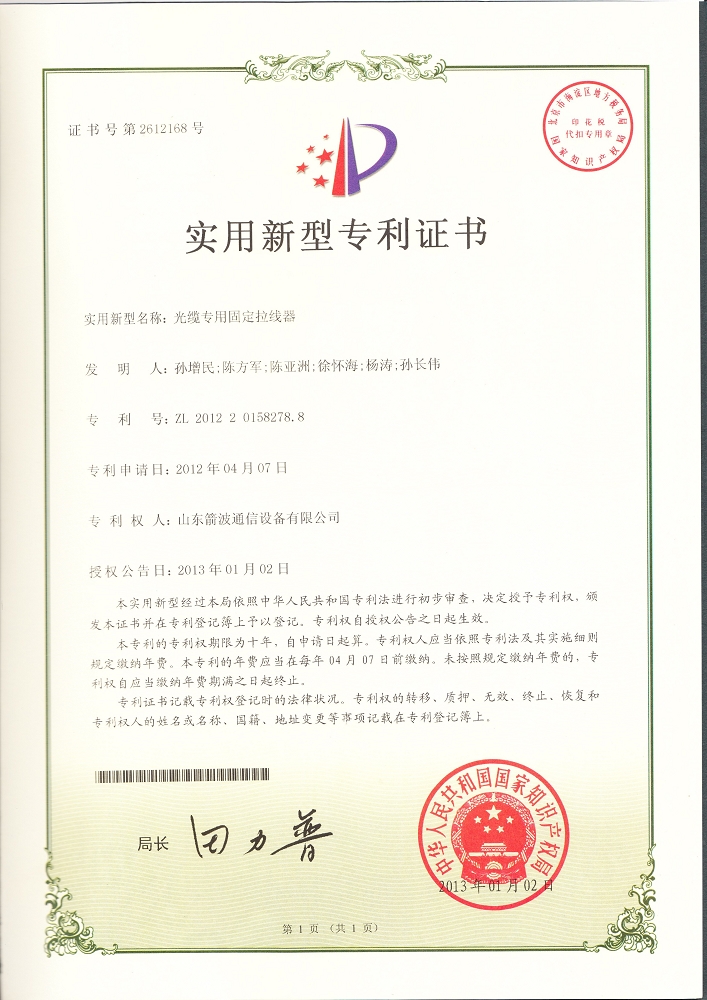 证书号第2612168号
北京市海淀区地方税务局
印花税
代扣专用章
国家知识产权局
实用新型专利证书
实用新型名称：光缆专用固定拉线器
发明人：孙增民;陈方军;陈亚洲;徐怀海;杨涛;孙长伟
专利号：ZL 2012 2 0158278.8
专利申请日：2012年04月07日
专利权人：山东箭波通信设备有限公司
授权公告日：2013年01月02日
本实用新型经过本局依照中华人民共和国专利法进行初步审查，决定授予专利权，颁
发本证书并在专利登记簿上予以登记。专利权自授权公告之日起生效。
本专利的专利权期限为十年，自申请日起算。专利权人应当依照专利法及其实施细则
规定缴纳年费。本专利的年费应当在每年04月07日前缴纳。未按照规定缴纳年费的，专
利权自应当缴纳年费期满之日起终止。
专利证书记载专利权登记时的法律状况。专利权的转移、质押、无效、终止、恢复和
专利权人的姓名或名称、国籍、地址变更等事项记载在专利登记簿上。
局长 田力普
中华人民共和国国家知识产权局
2013年01月02日
第1页（共1页）